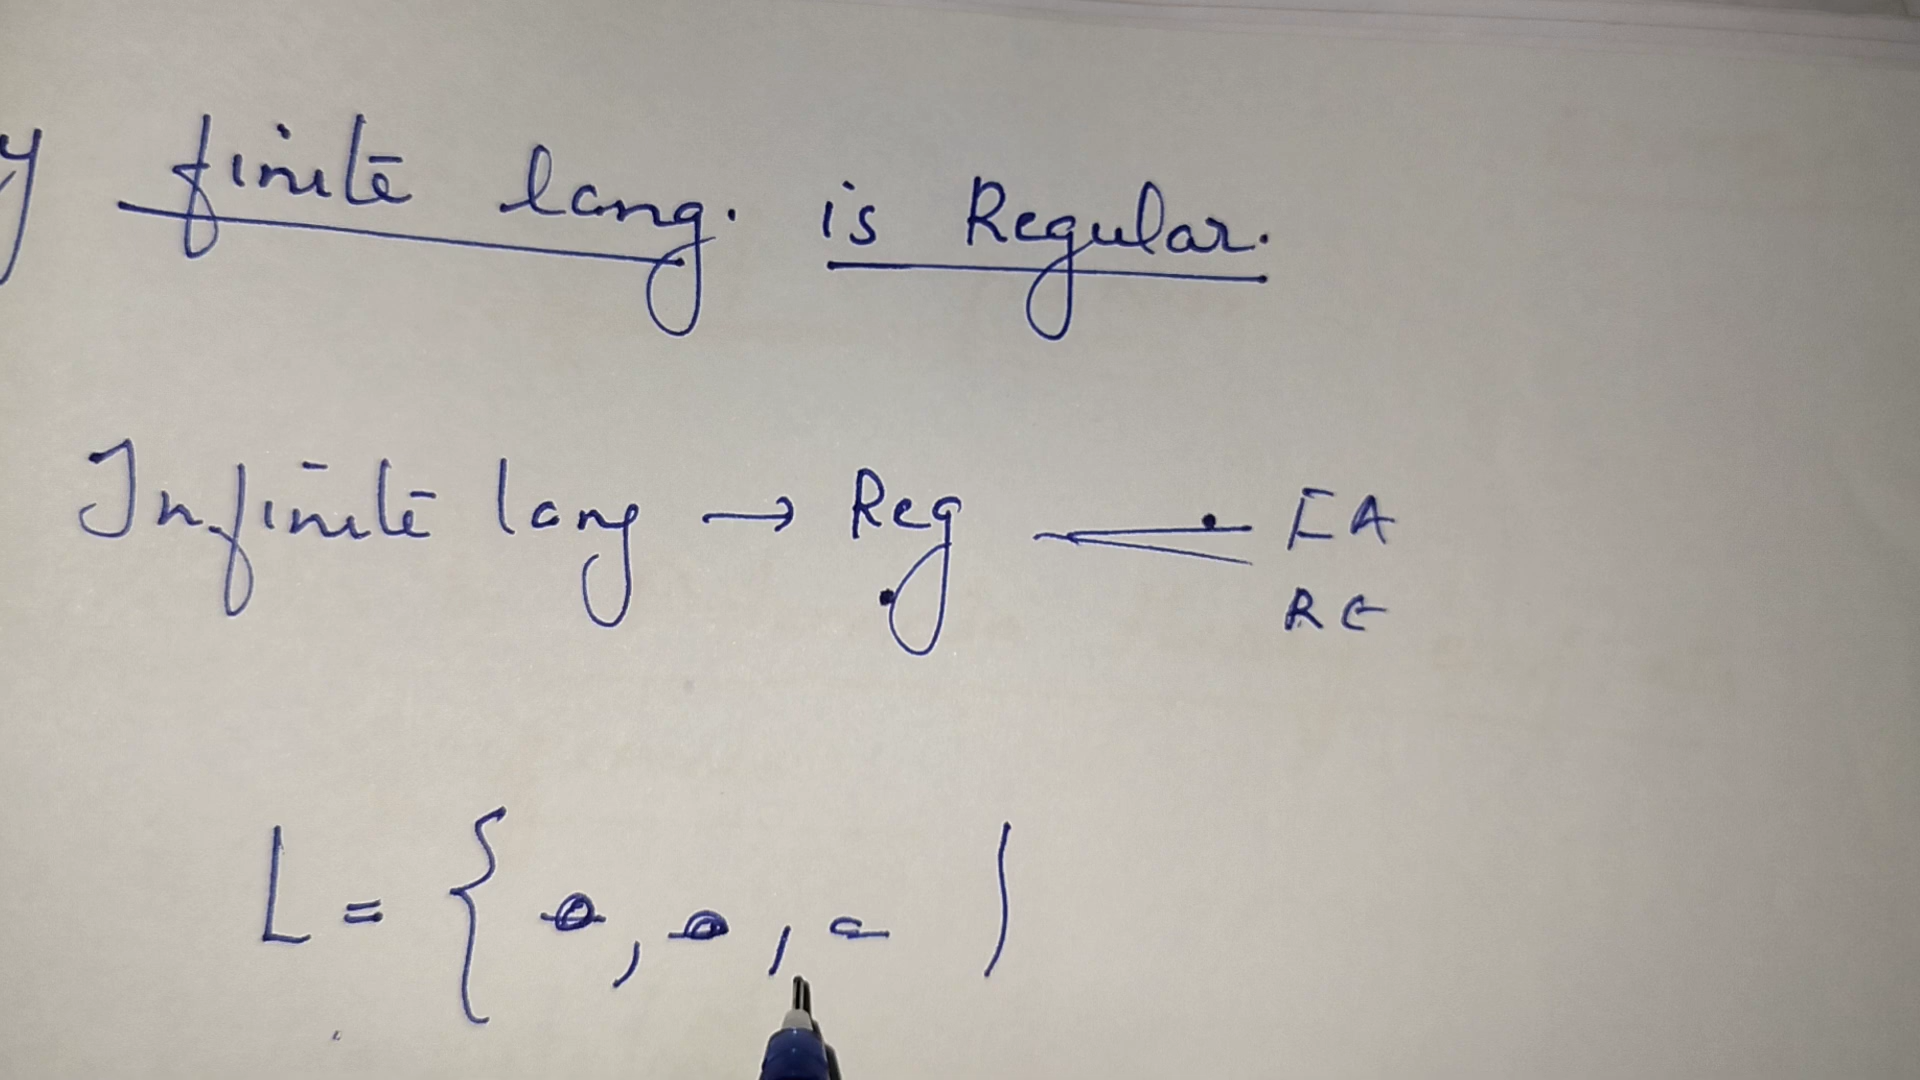 y finite lang. is Regular.
Infinite lang → Reg FA
RE
L = { , , }